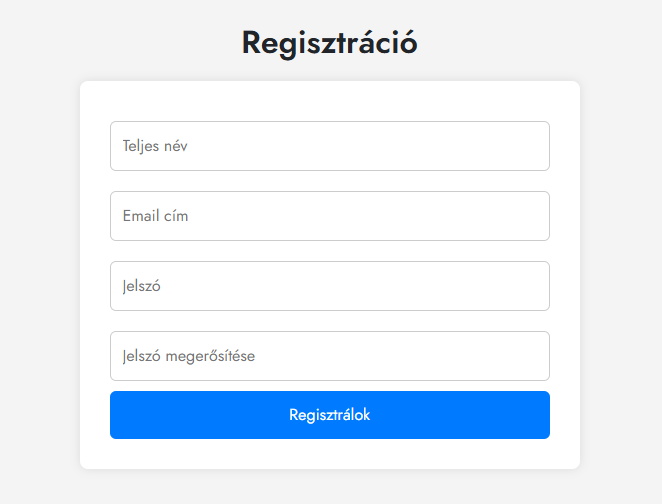 Regisztráció
Teljes név
Email cím
Jelszó
Jelszó megerősítése
Regisztrálok